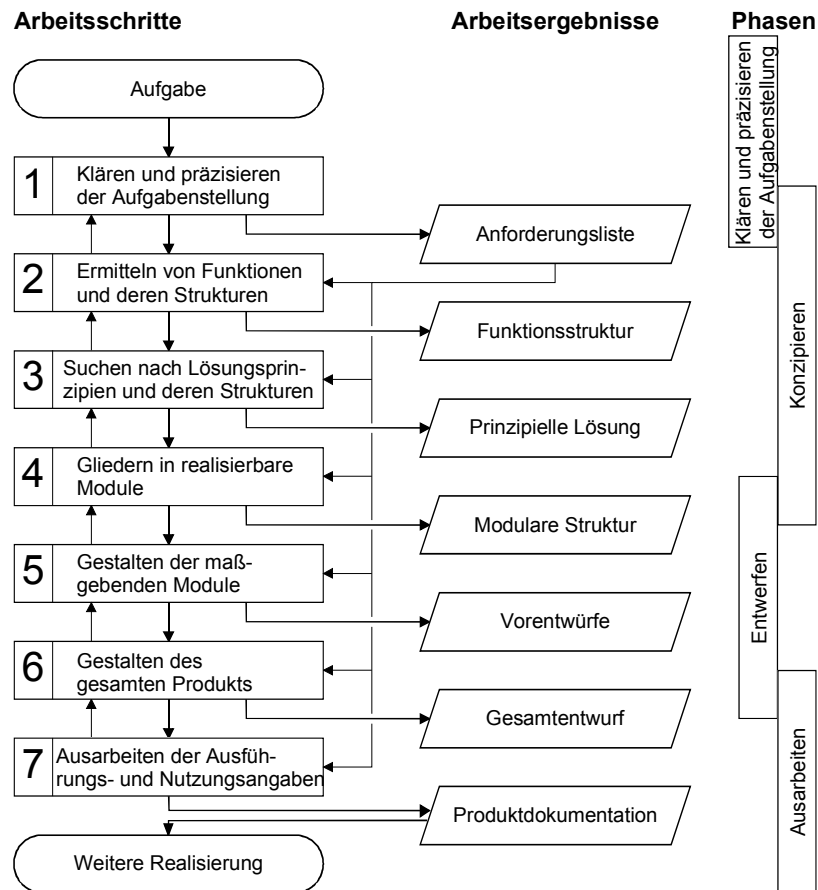 Arbeitsschritte
Arbeitsergebnisse
Phasen
Aufgabe
1
Klären und präzisieren
der Aufgabenstellung
Anforderungsliste
2
Ermitteln von Funktionen
und deren Strukturen
Funktionsstruktur
3
Suchen nach Lösungsprin-
zipien und deren Strukturen
Prinzipielle Lösung
4
Gliedern in realisierbare
Module
Modulare Struktur
5
Gestalten der maß-
gebenden Module
Vorentwürfe
6
Gestalten des
gesamten Produkts
Gesamtentwurf
7
Ausarbeiten der Ausfüh-
rungs- und Nutzungsangaben
Produktdokumentation
Weitere Realisierung
Klären und präzisieren
der Aufgabenstellung
Konzipieren
Entwerfen
Ausarbeiten